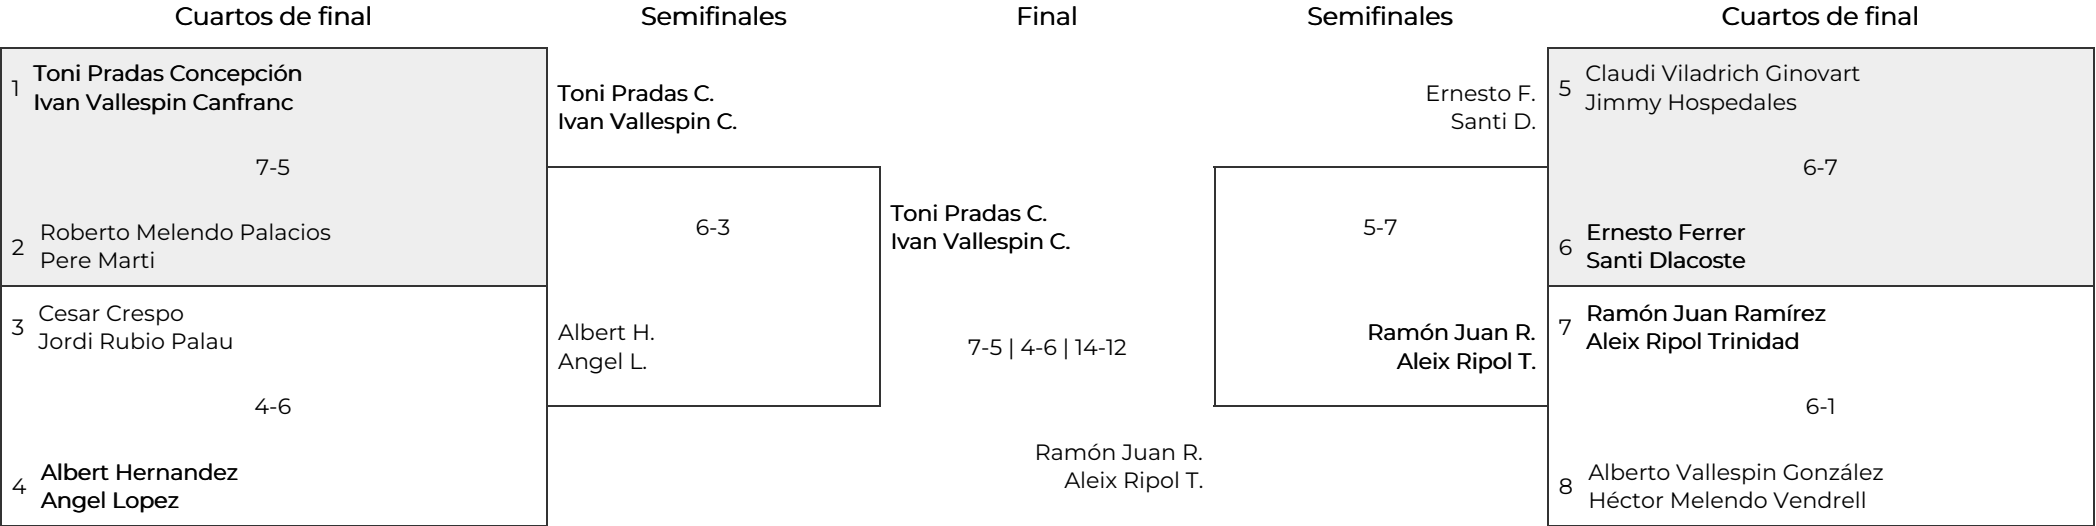 Cuartos de final
Semifinales
Final
Semifinales
Cuartos de final
1
Toni Pradas Concepción
Ivan Vallespin Canfranc
7-5
2
Roberto Melendo Palacios
Pere Marti
3
Cesar Crespo
Jordi Rubio Palau
4-6
4
Albert Hernandez
Angel Lopez
Toni Pradas C.
Ivan Vallespin C.
6-3
Albert H.
Angel L.
Toni Pradas C.
Ivan Vallespin C.
7-5 | 4-6 | 14-12
Ramón Juan R.
Aleix Ripol T.
Ernesto F.
Santi D.
5-7
Ramón Juan R.
Aleix Ripol T.
5
Claudi Viladrich Ginovart
Jimmy Hospedales
6-7
6
Ernesto Ferrer
Santi Dlacoste
7
Ramón Juan Ramírez
Aleix Ripol Trinidad
6-1
8
Alberto Vallespin González
Héctor Melendo Vendrell